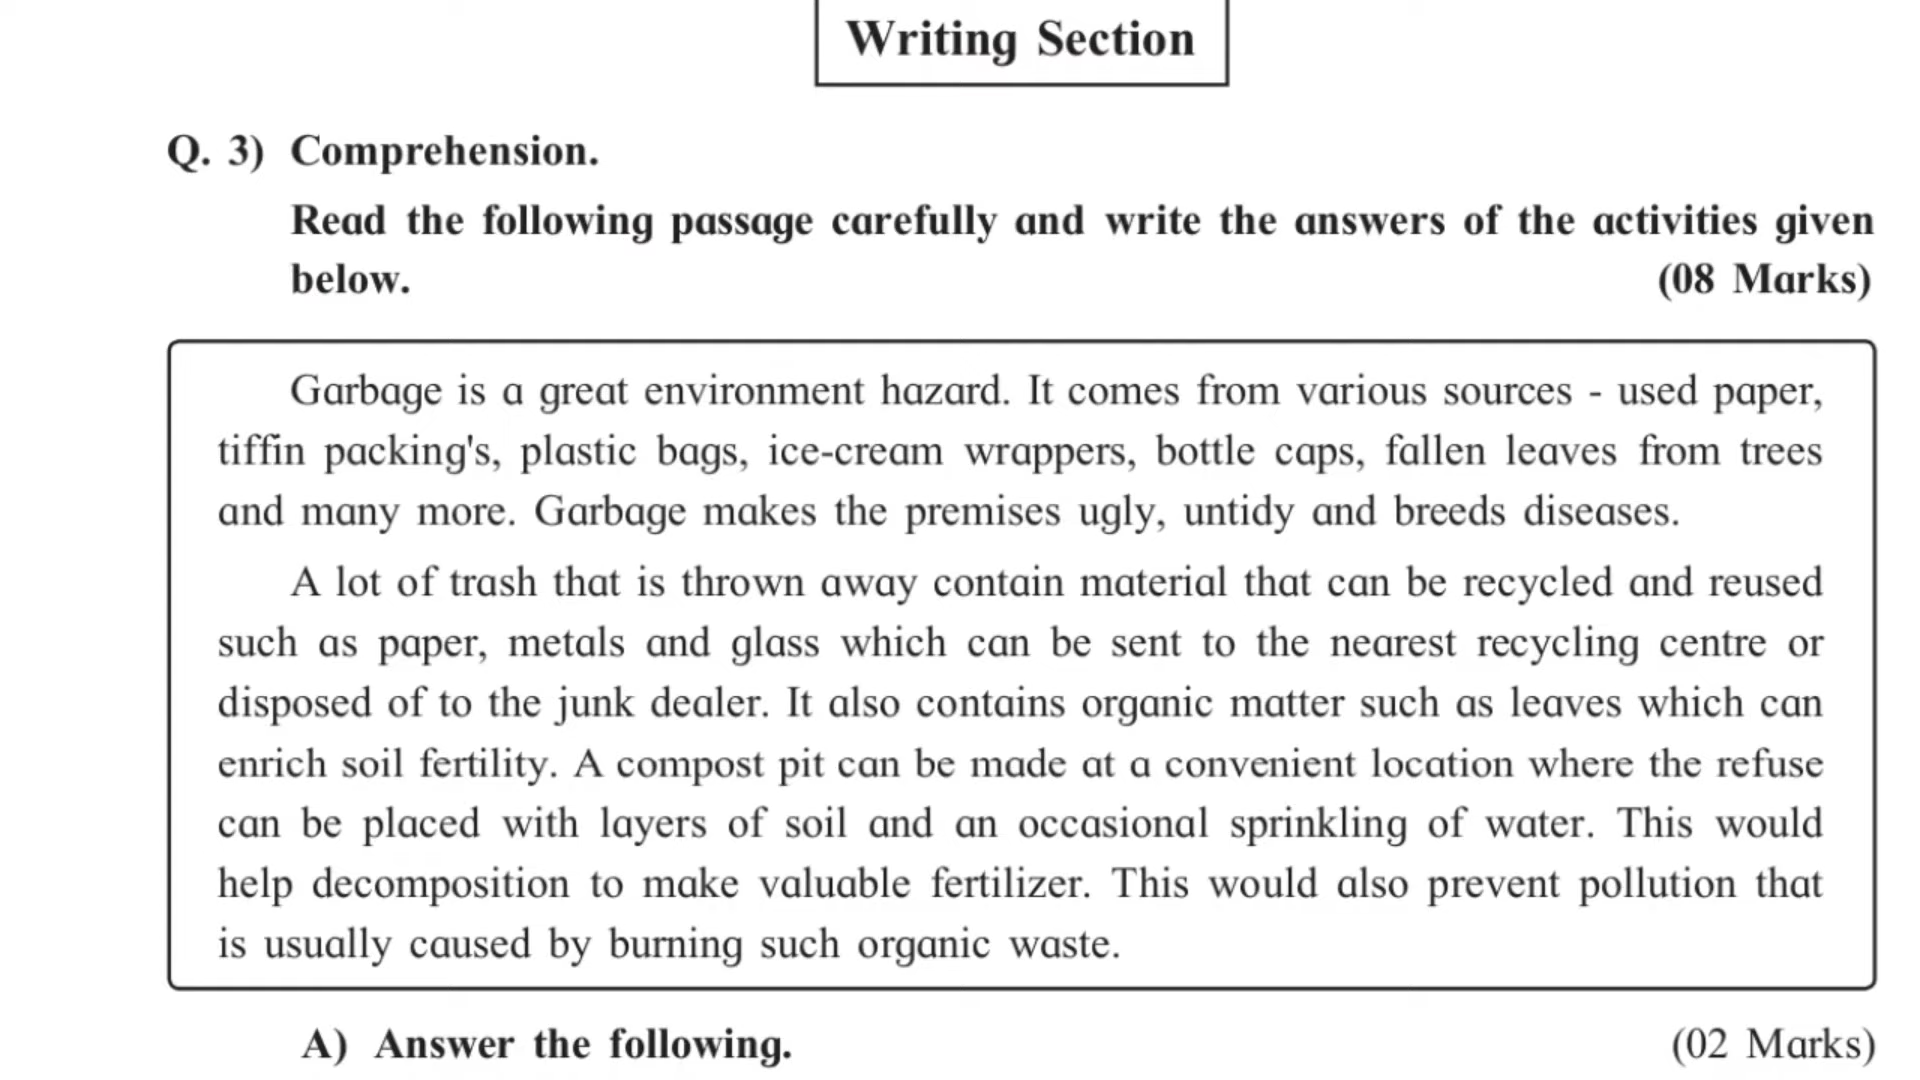 Writing Section
Q. 3) Comprehension.
Read the following passage carefully and write the answers of the activities given
below. (08 Marks)
Garbage is a great environment hazard. It comes from various sources - used paper,
tiffin packing's, plastic bags, ice-cream wrappers, bottle caps, fallen leaves from trees
and many more. Garbage makes the premises ugly, untidy and breeds diseases.
A lot of trash that is thrown away contain material that can be recycled and reused
such as paper, metals and glass which can be sent to the nearest recycling centre or
disposed of to the junk dealer. It also contains organic matter such as leaves which can
enrich soil fertility. A compost pit can be made at a convenient location where the refuse
can be placed with layers of soil and an occasional sprinkling of water. This would
help decomposition to make valuable fertilizer. This would also prevent pollution that
is usually caused by burning such organic waste.
A) Answer the following. (02 Marks)